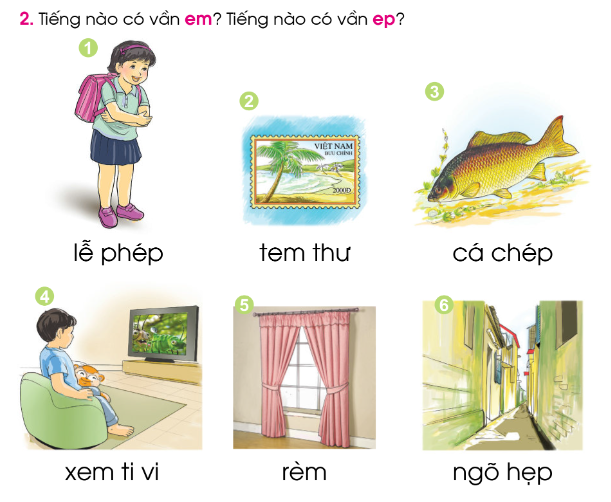 2. Tiếng nào có vần em? Tiếng nào có vần ep?
1
2
3
VIỆT NAM
BƯU CHÍNH
2000Đ
lễ phép
tem thư
cá chép
4
5
6
xem ti vi
rèm
ngõ hẹp